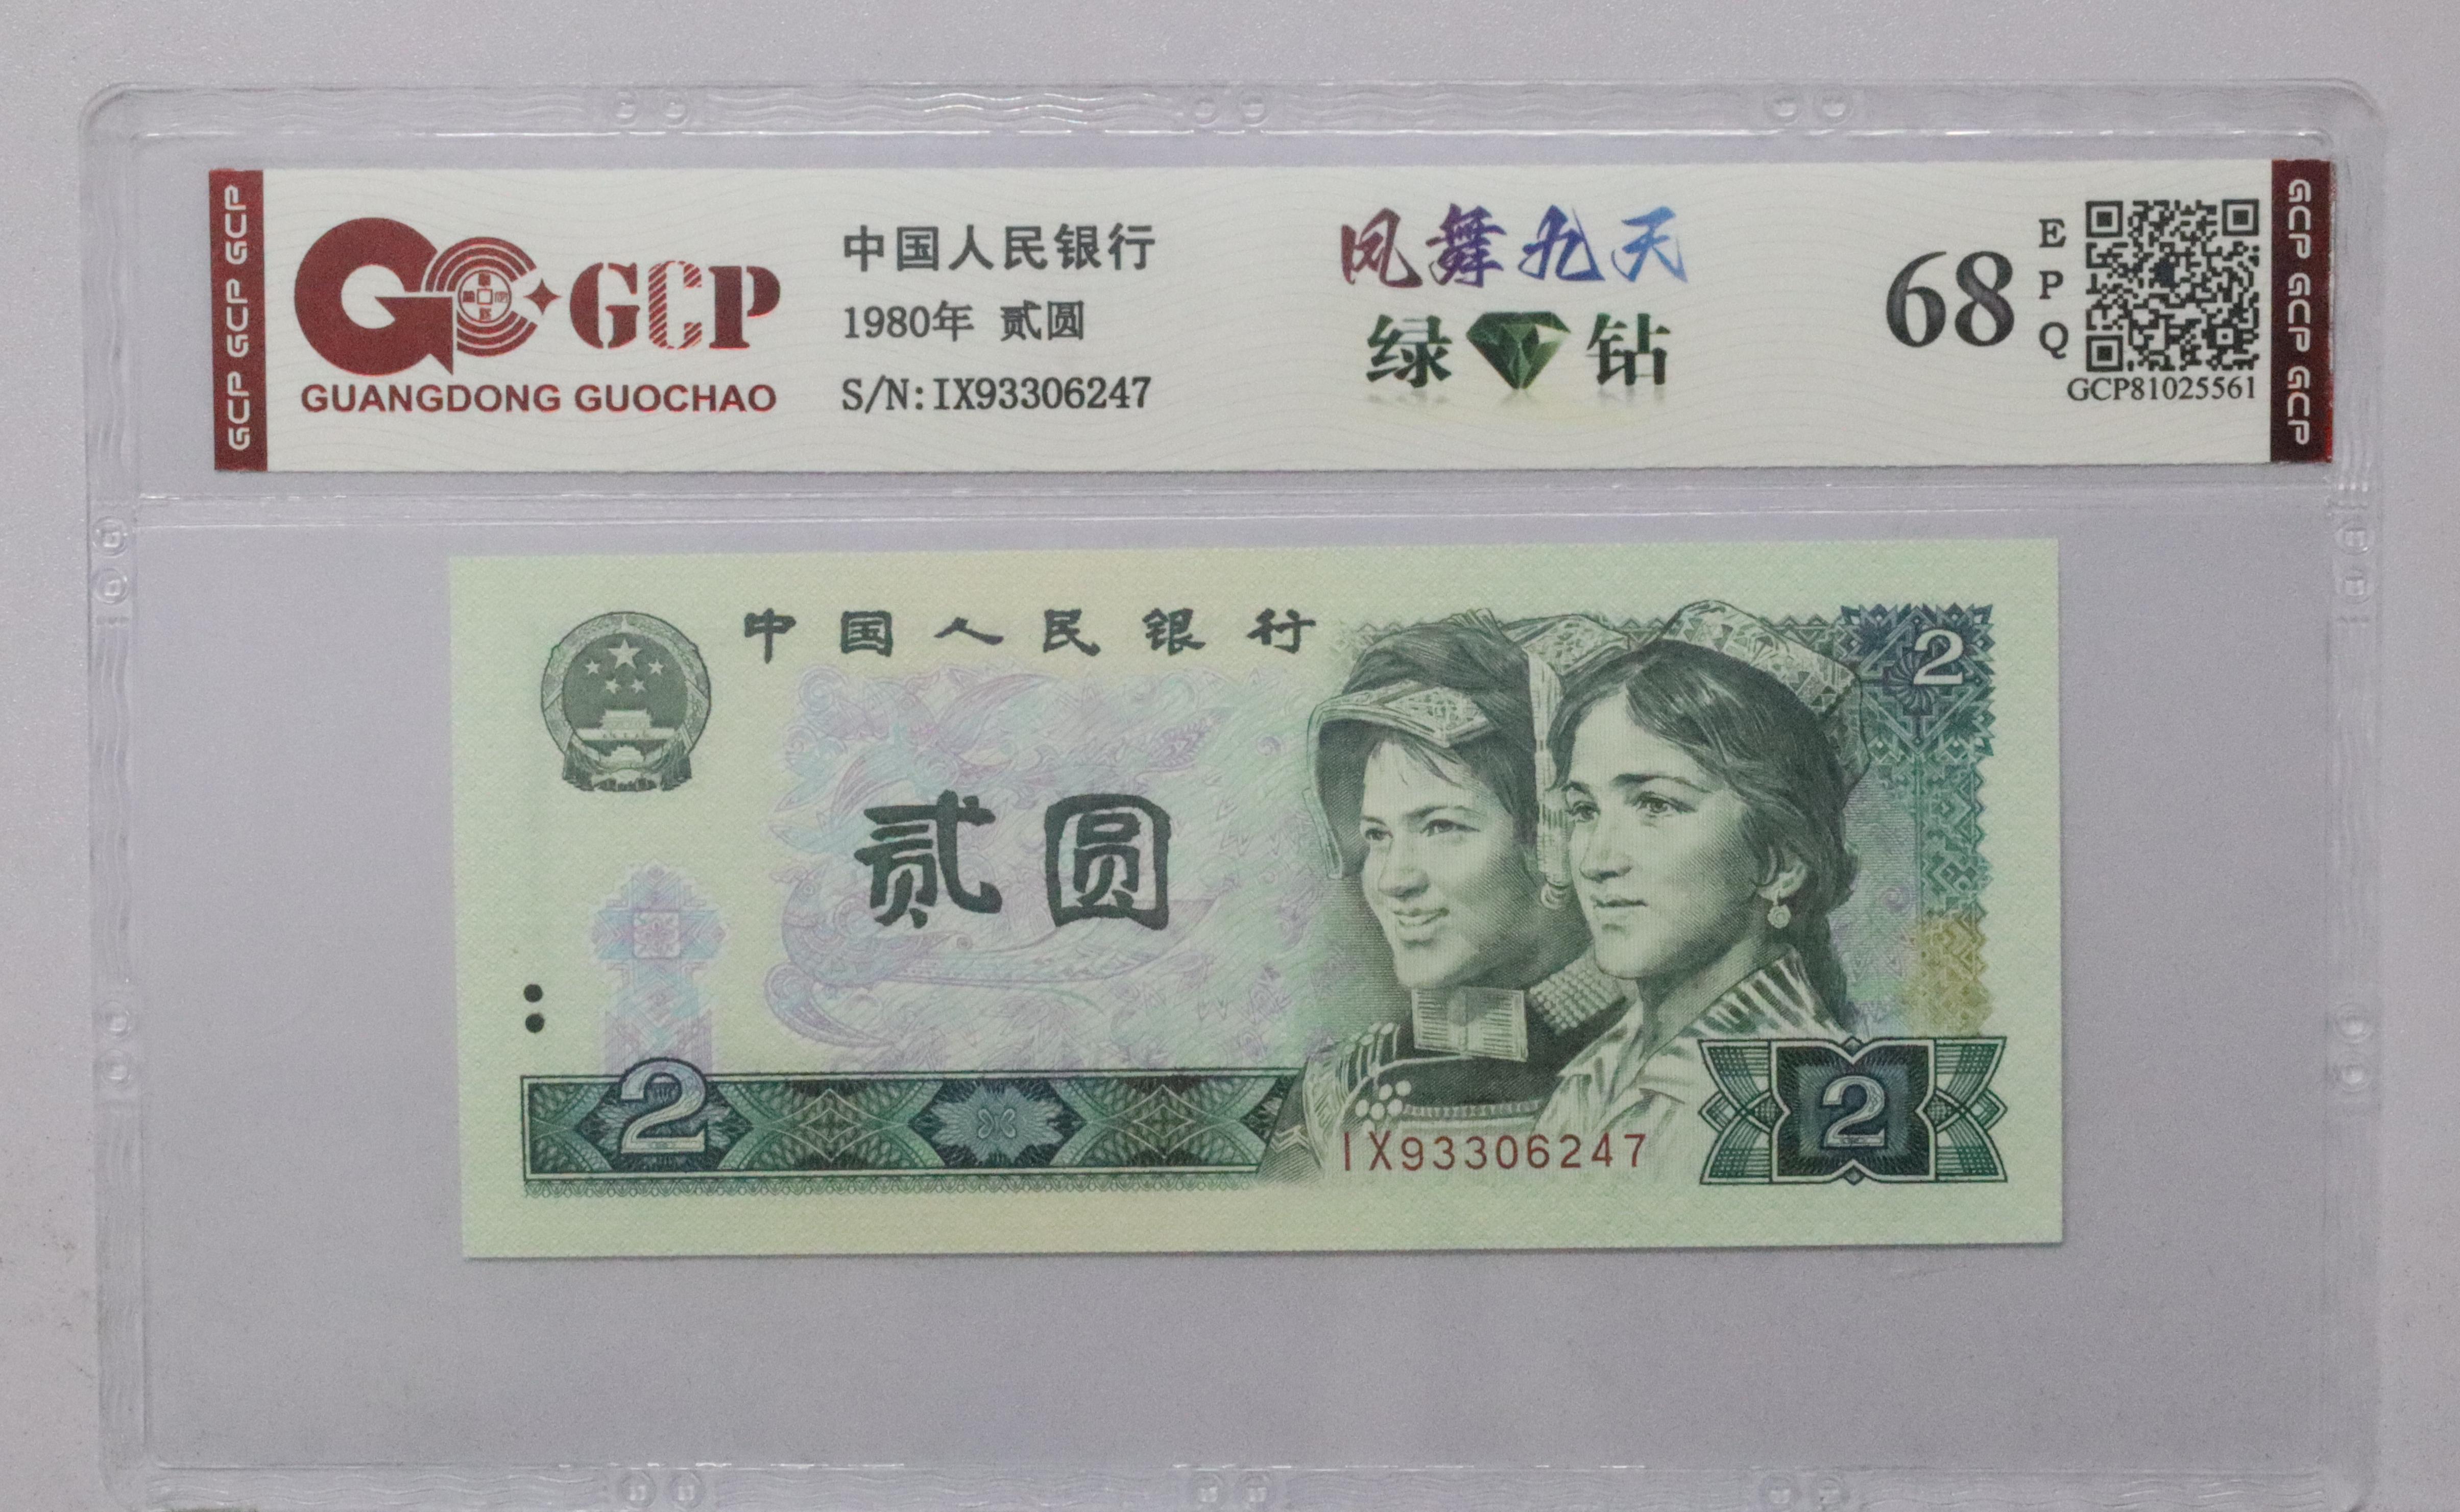 GCP GCP GCP
GCP
GUANGDONG GUOCHAO
中国人民银行
1980年 贰圆
S/N:IX93306247
凤舞九天
绿钻
68
EPQ
GCP81025561
GCP GCP GCP
中国人民银行
2
贰圆
2
IX93306247
2